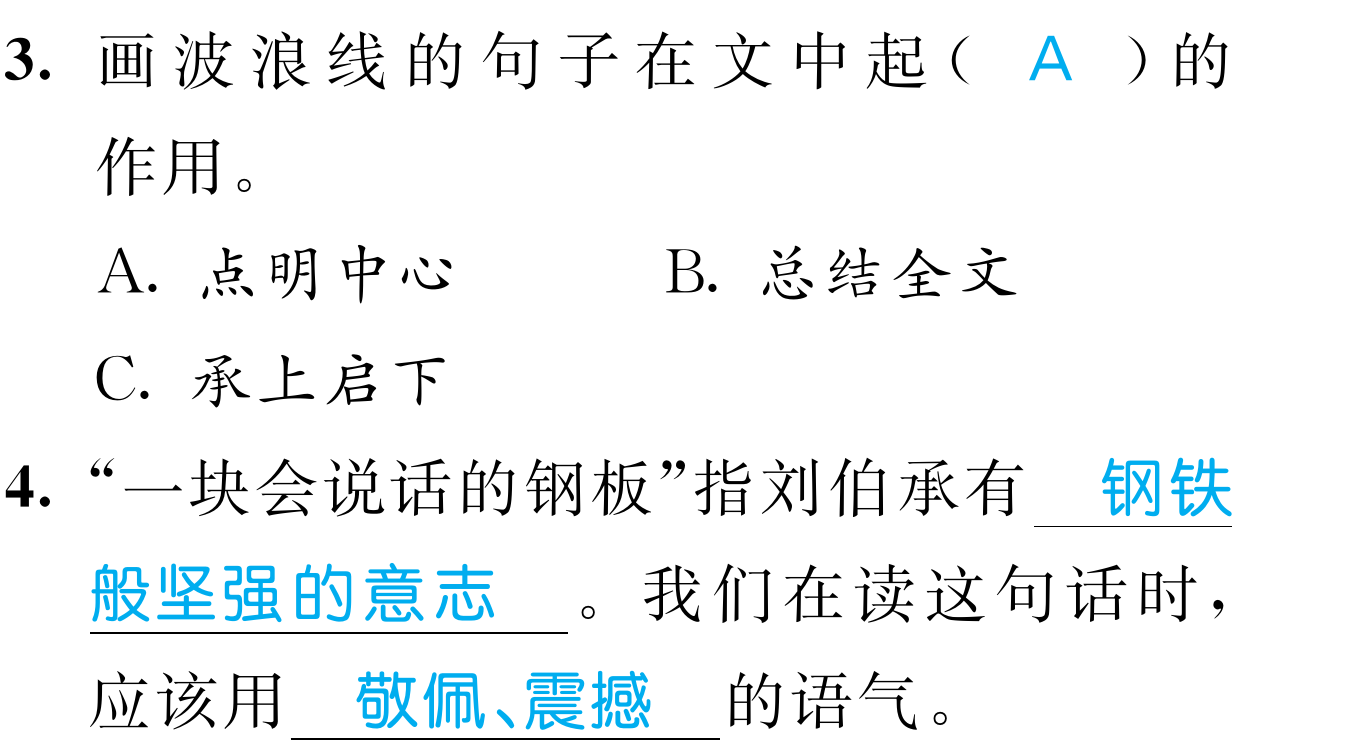 3. 画波浪线的句子在文中起( A )的
作用。
A. 点明中心 B. 总结全文
C. 承上启下
4. “一块会说话的钢板”指刘伯承有 钢铁
般坚强的意志 。我们在读这句话时,
应该用 敬佩、震撼 的语气。